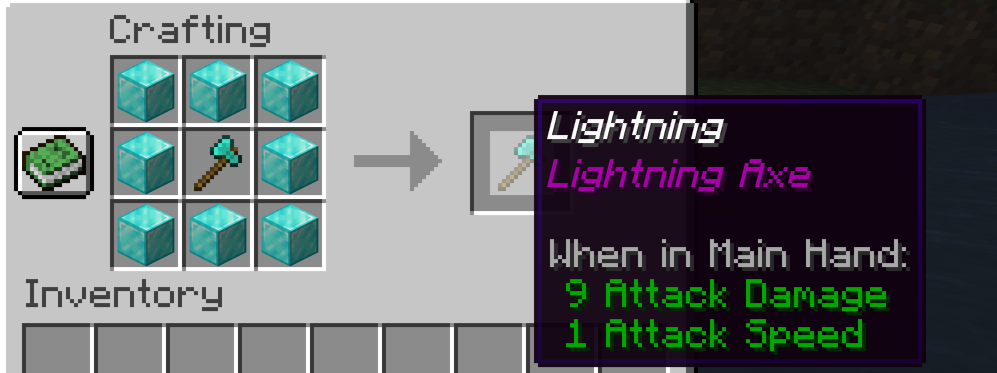 Crafting
Lightning
Lightning Axe
When in Main Hand:
9 Attack Damage
1 Attack Speed
Inventory